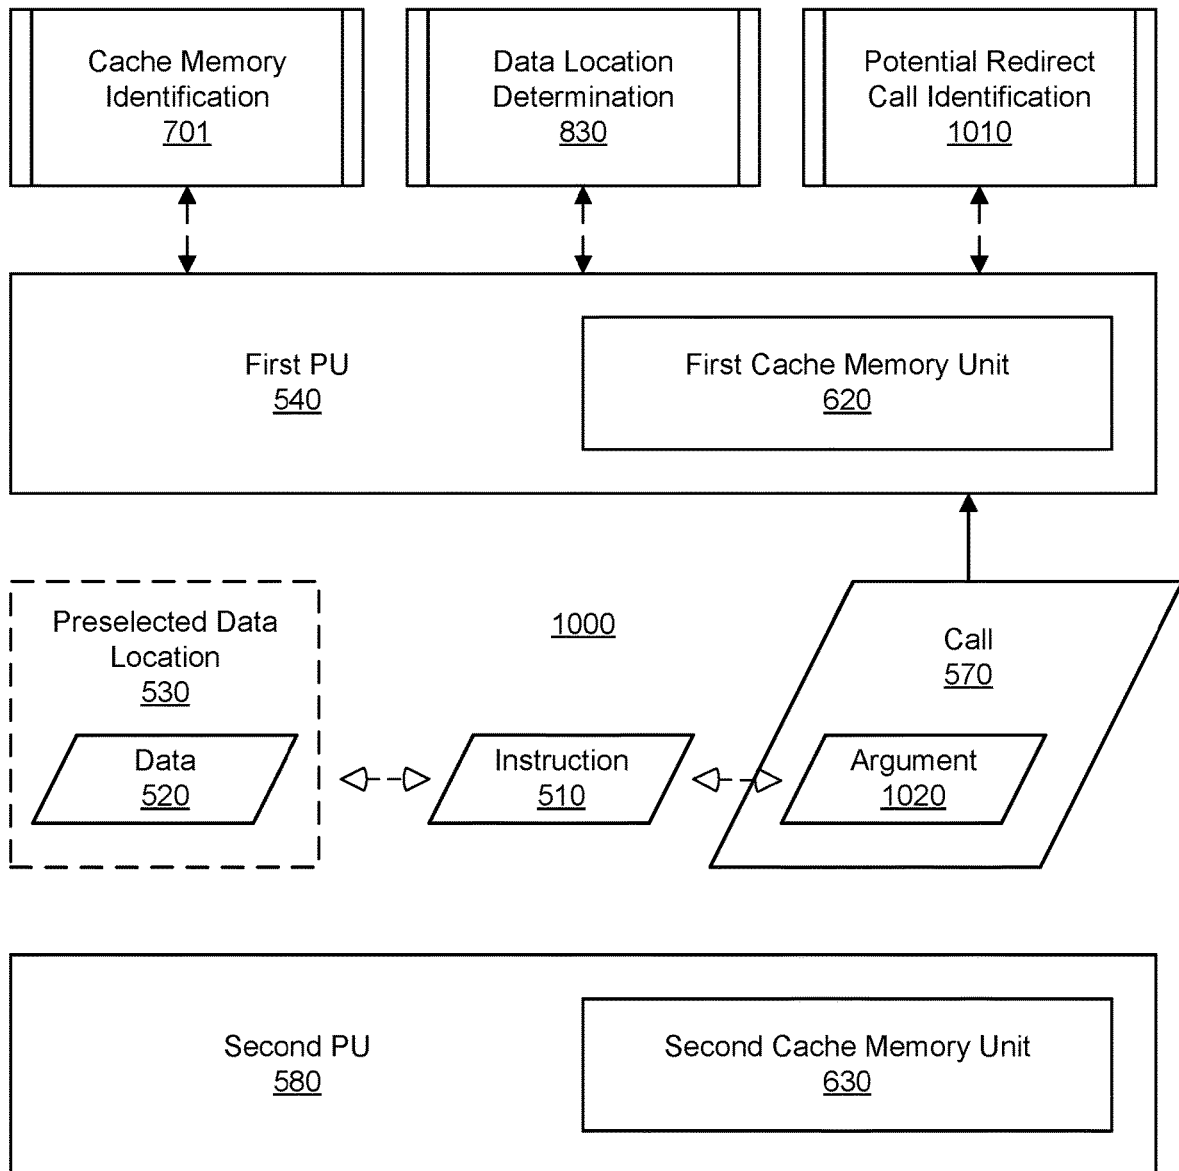 Cache Memory
Identification
701
Data Location
Determination
830
Potential Redirect
Call Identification
1010
First PU
540
First Cache Memory Unit
620
Preselected Data
Location
530
Data
520
1000
Instruction
510
Call
570
Argument
1020
Second PU
580
Second Cache Memory Unit
630